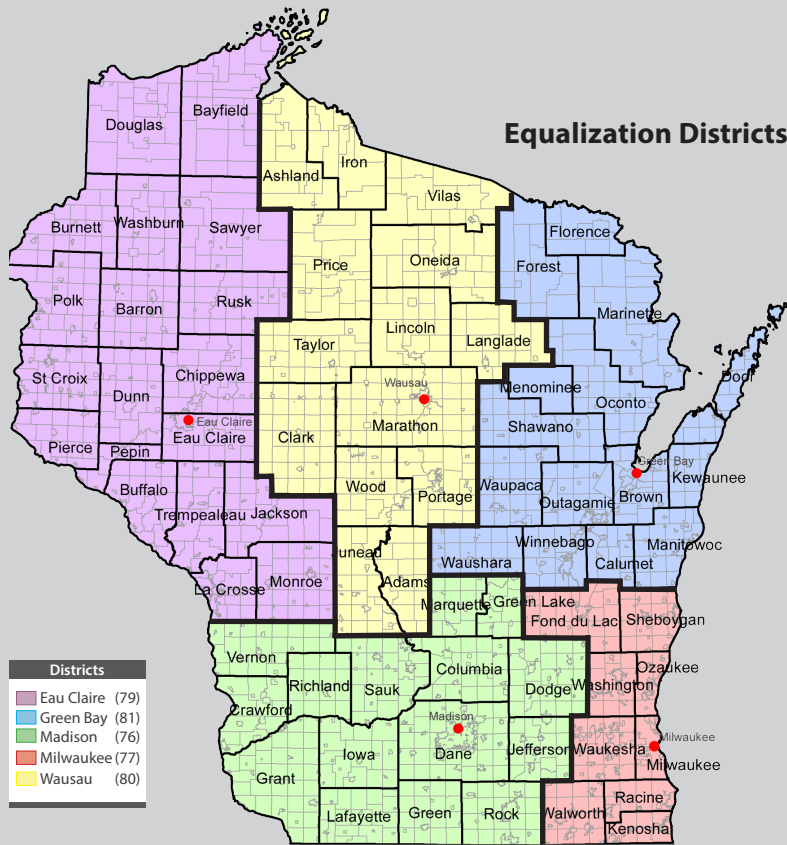 Equalization Districts
Bayfield
Douglas
Iron
Ashland
Vilas
Burnett
Washburn
Sawyer
Florence
Price
Oneida
Forest
Polk
Barron
Rusk
Marinette
Lincoln
Taylor
Langlade
St Croix
Dunn
Chippewa
Wausau
Menominee
Door
Oconto
Eau Claire
Eau Claire
Clark
Marathon
Shawano
Pierce
Pepin
Green Bay
Buffalo
Wood
Portage
Waupaca
Outagamie
Brown
Kewaunee
Trempealeau
Jackson
Juneau
Winnebago
Manitowoc
Waushara
Calumet
La Crosse
Monroe
Adams
Marquette
Green Lake
Fond du Lac
Sheboygan
Vernon
Richland
Sauk
Columbia
Dodge
Washington
Ozaukee
Crawford
Madison
Iowa
Dane
Jefferson
Waukesha
Milwaukee
Milwaukee
Grant
Lafayette
Green
Rock
Walworth
Racine
Kenosha
Districts
Eau Claire (79)
Green Bay (81)
Madison (76)
Milwaukee (77)
Wausau (80)